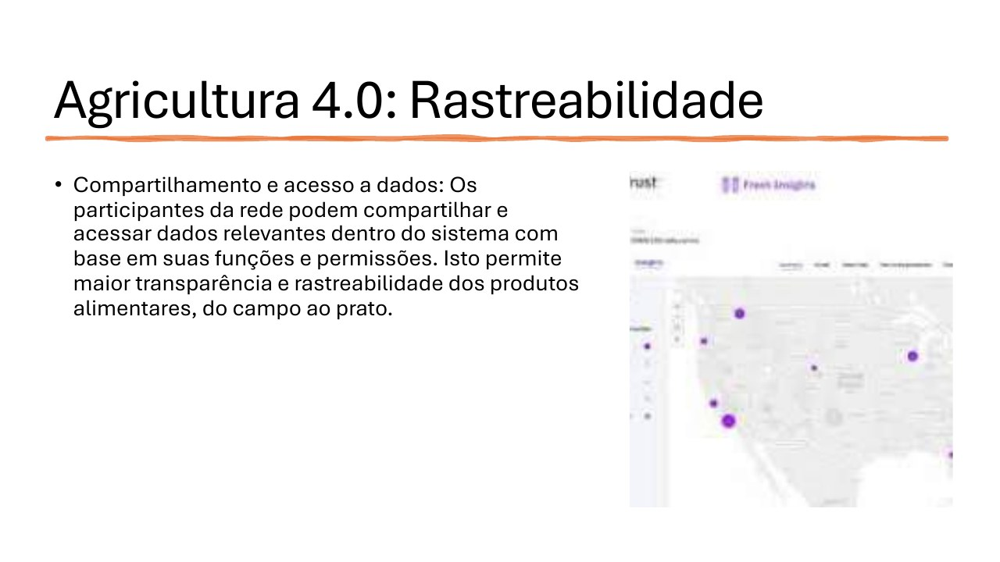 Agricultura 4.0: Rastreabilidade
• Compartilhamento e acesso a dados: Os
participantes da rede podem compartilhar e
acessar dados relevantes dentro do sistema com
base em suas funções e permissões. Isto permite
maior transparência e rastreabilidade dos produtos
alimentares, do campo ao prato.
rust
Fresh Insights
Insights